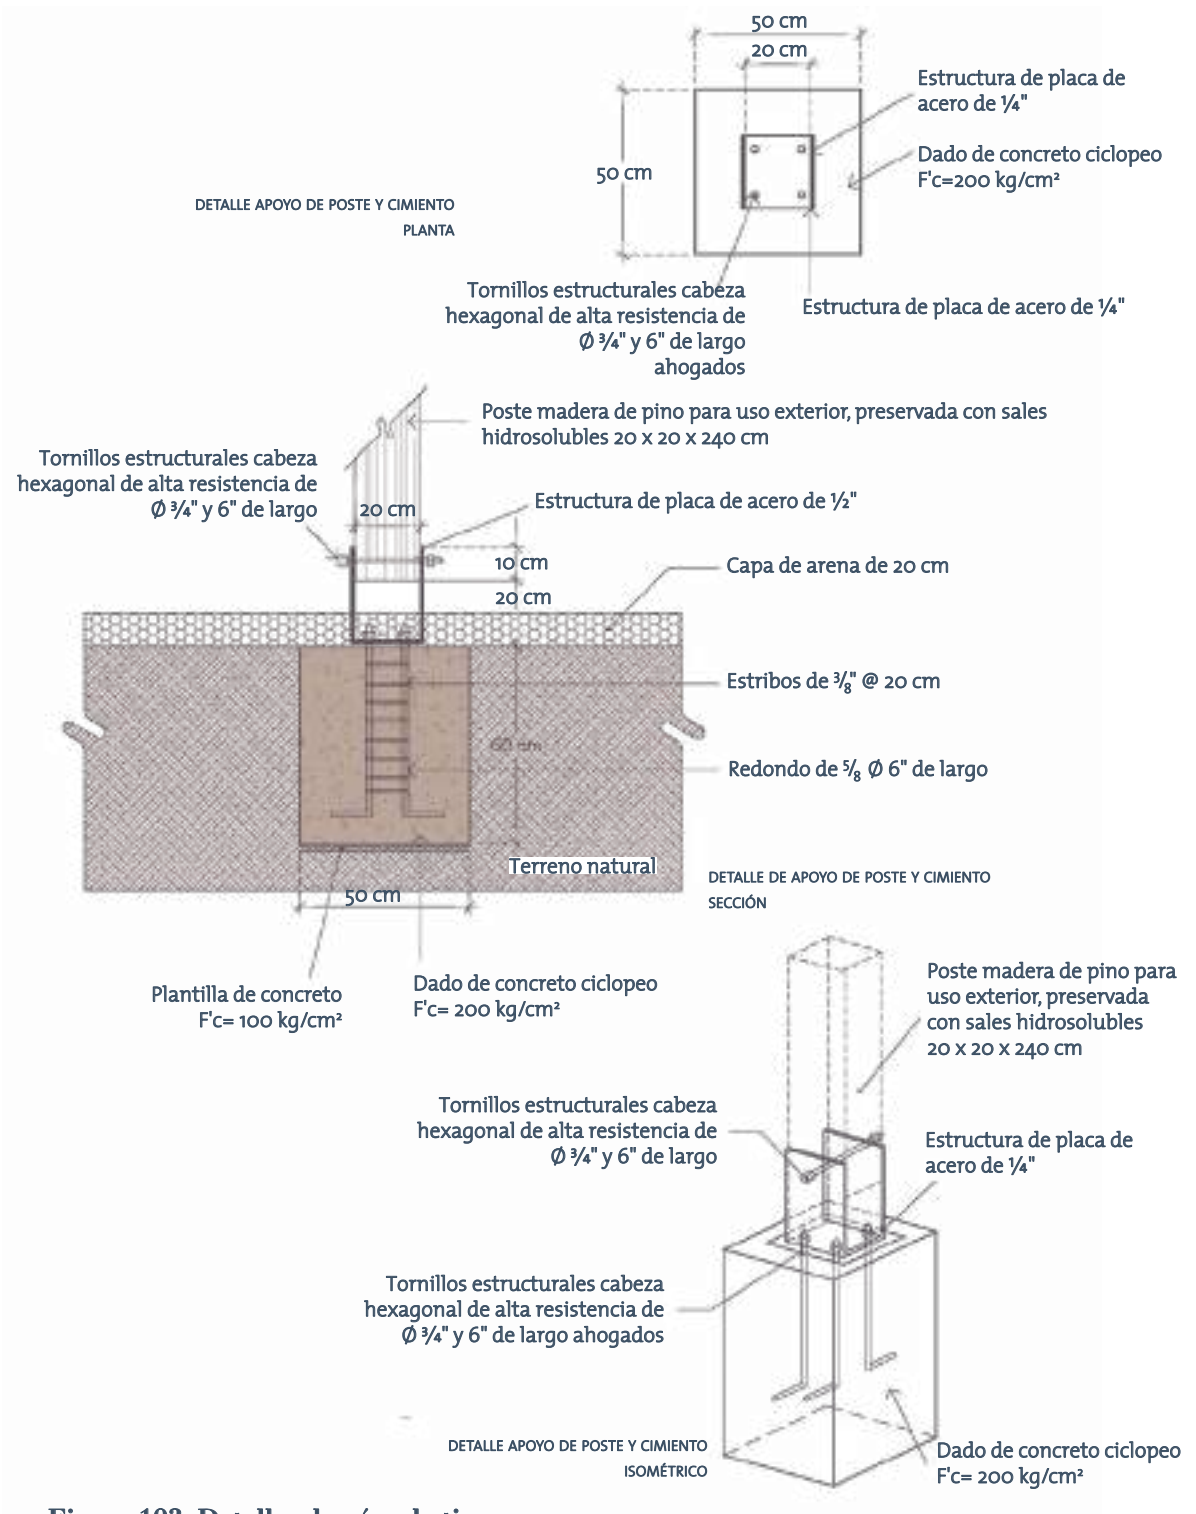 50 cm
20 cm
Estructura de placa de
acero de ¼"
Dado de concreto ciclopeo
F'c=200 kg/cm²
50 cm
DETALLE APOYO DE POSTE Y CIMIENTO
PLANTA
Tornillos estructurales cabeza
hexagonal de alta resistencia de
Ø ¾" y 6" de largo
ahogados
Estructura de placa de acero de ¼"
Poste madera de pino para uso exterior, preservada con sales
hidrosolubles 20 x 20 x 240 cm
Tornillos estructurales cabeza
hexagonal de alta resistencia de
Ø ¾" y 6" de largo
20 cm
Estructura de placa de acero de ½"
10 cm
20 cm
Capa de arena de 20 cm
Estribos de ⅜" @ 20 cm
60 cm
Redondo de ⅝ Ø 6" de largo
Terreno natural
50 cm
DETALLE DE APOYO DE POSTE Y CIMIENTO
SECCIÓN
Plantilla de concreto
F'c= 100 kg/cm²
Dado de concreto ciclopeo
F'c= 200 kg/cm²
Poste madera de pino para
uso exterior, preservada
con sales hidrosolubles
20 x 20 x 240 cm
Tornillos estructurales cabeza
hexagonal de alta resistencia de
Ø ¾" y 6" de largo
Estructura de placa de
acero de ¼"
Tornillos estructurales cabeza
hexagonal de alta resistencia de
Ø ¾" y 6" de largo ahogados
DETALLE APOYO DE POSTE Y CIMIENTO
ISOMÉTRICO
Dado de concreto ciclopeo
F'c= 200 kg/cm²